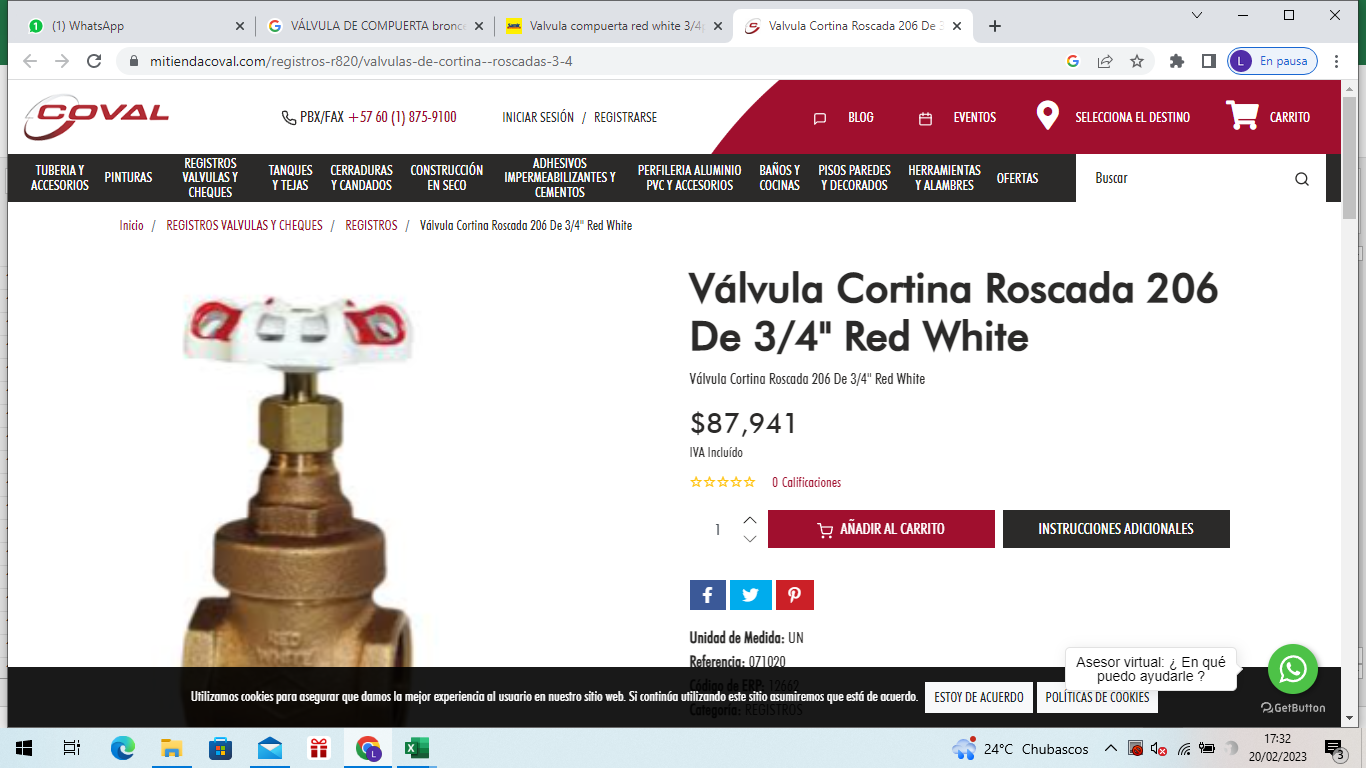 (1) WhatsApp
VÁLVULA DE COMPUERTA bronce
Valvula compuerta red white 3/4
Valvula Cortina Roscada 206 De 3
mitiendacoval.com/registros-r820/valvulas-de-cortina--roscadas-3-4
L En pausa
COVAL
PBX/FAX +57 60 (1) 875-9100
INICIAR SESIÓN / REGISTRARSE
BLOG
EVENTOS
SELECCIONA EL DESTINO
CARRITO
TUBERIA Y
ACCESORIOS
PINTURAS
REGISTROS
VALVULAS Y
CHEQUES
TANQUES
Y TEJAS
CERRADURAS
Y CANDADOS
CONSTRUCCIÓN
EN SECO
ADHESIVOS
IMPERMEABILIZANTES Y
CEMENTOS
PERFILERIA ALUMINIO
PVC Y ACCESORIOS
BAÑOS Y
COCINAS
PISOS PAREDES
Y DECORADOS
HERRAMIENTAS
Y ALAMBRES
OFERTAS
Buscar
Inicio / REGISTROS VALVULAS Y CHEQUES / REGISTROS / Válvula Cortina Roscada 206 De 3/4" Red White
Válvula Cortina Roscada 206
De 3/4" Red White
Válvula Cortina Roscada 206 De 3/4" Red White
$87,941
IVA Incluído
0 Calificaciones
1
AÑADIR AL CARRITO
INSTRUCCIONES ADICIONALES
Unidad de Medida: UN
Referencia: 071020
Código de ERP: 12662
Categoría: REGISTROS
RED
WHITE
Asesor virtual: ¿ En qué
puedo ayudarle ?
Utilizamos cookies para asegurar que damos la mejor experiencia al usuario en nuestro sitio web. Si continúa utilizando este sitio asumiremos que está de acuerdo.
ESTOY DE ACUERDO
POLÍTICAS DE COOKIES
GetButton
24°C Chubascos
17:32
20/02/2023
3